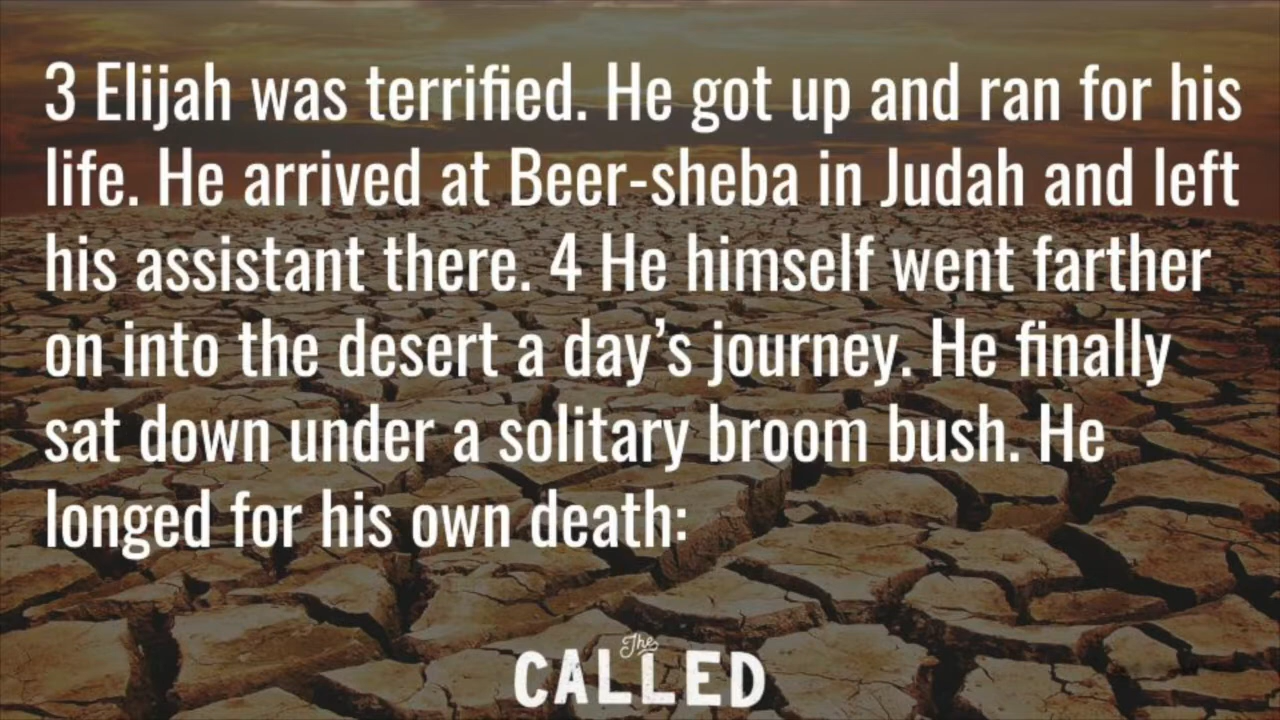 3 Elijah was terrified. He got up and ran for his
life. He arrived at Beer-sheba in Judah and left
his assistant there. 4 He himself went farther
on into the desert a day’s journey. He finally
sat down under a solitary broom bush. He
longed for his own death:
The
CALLED